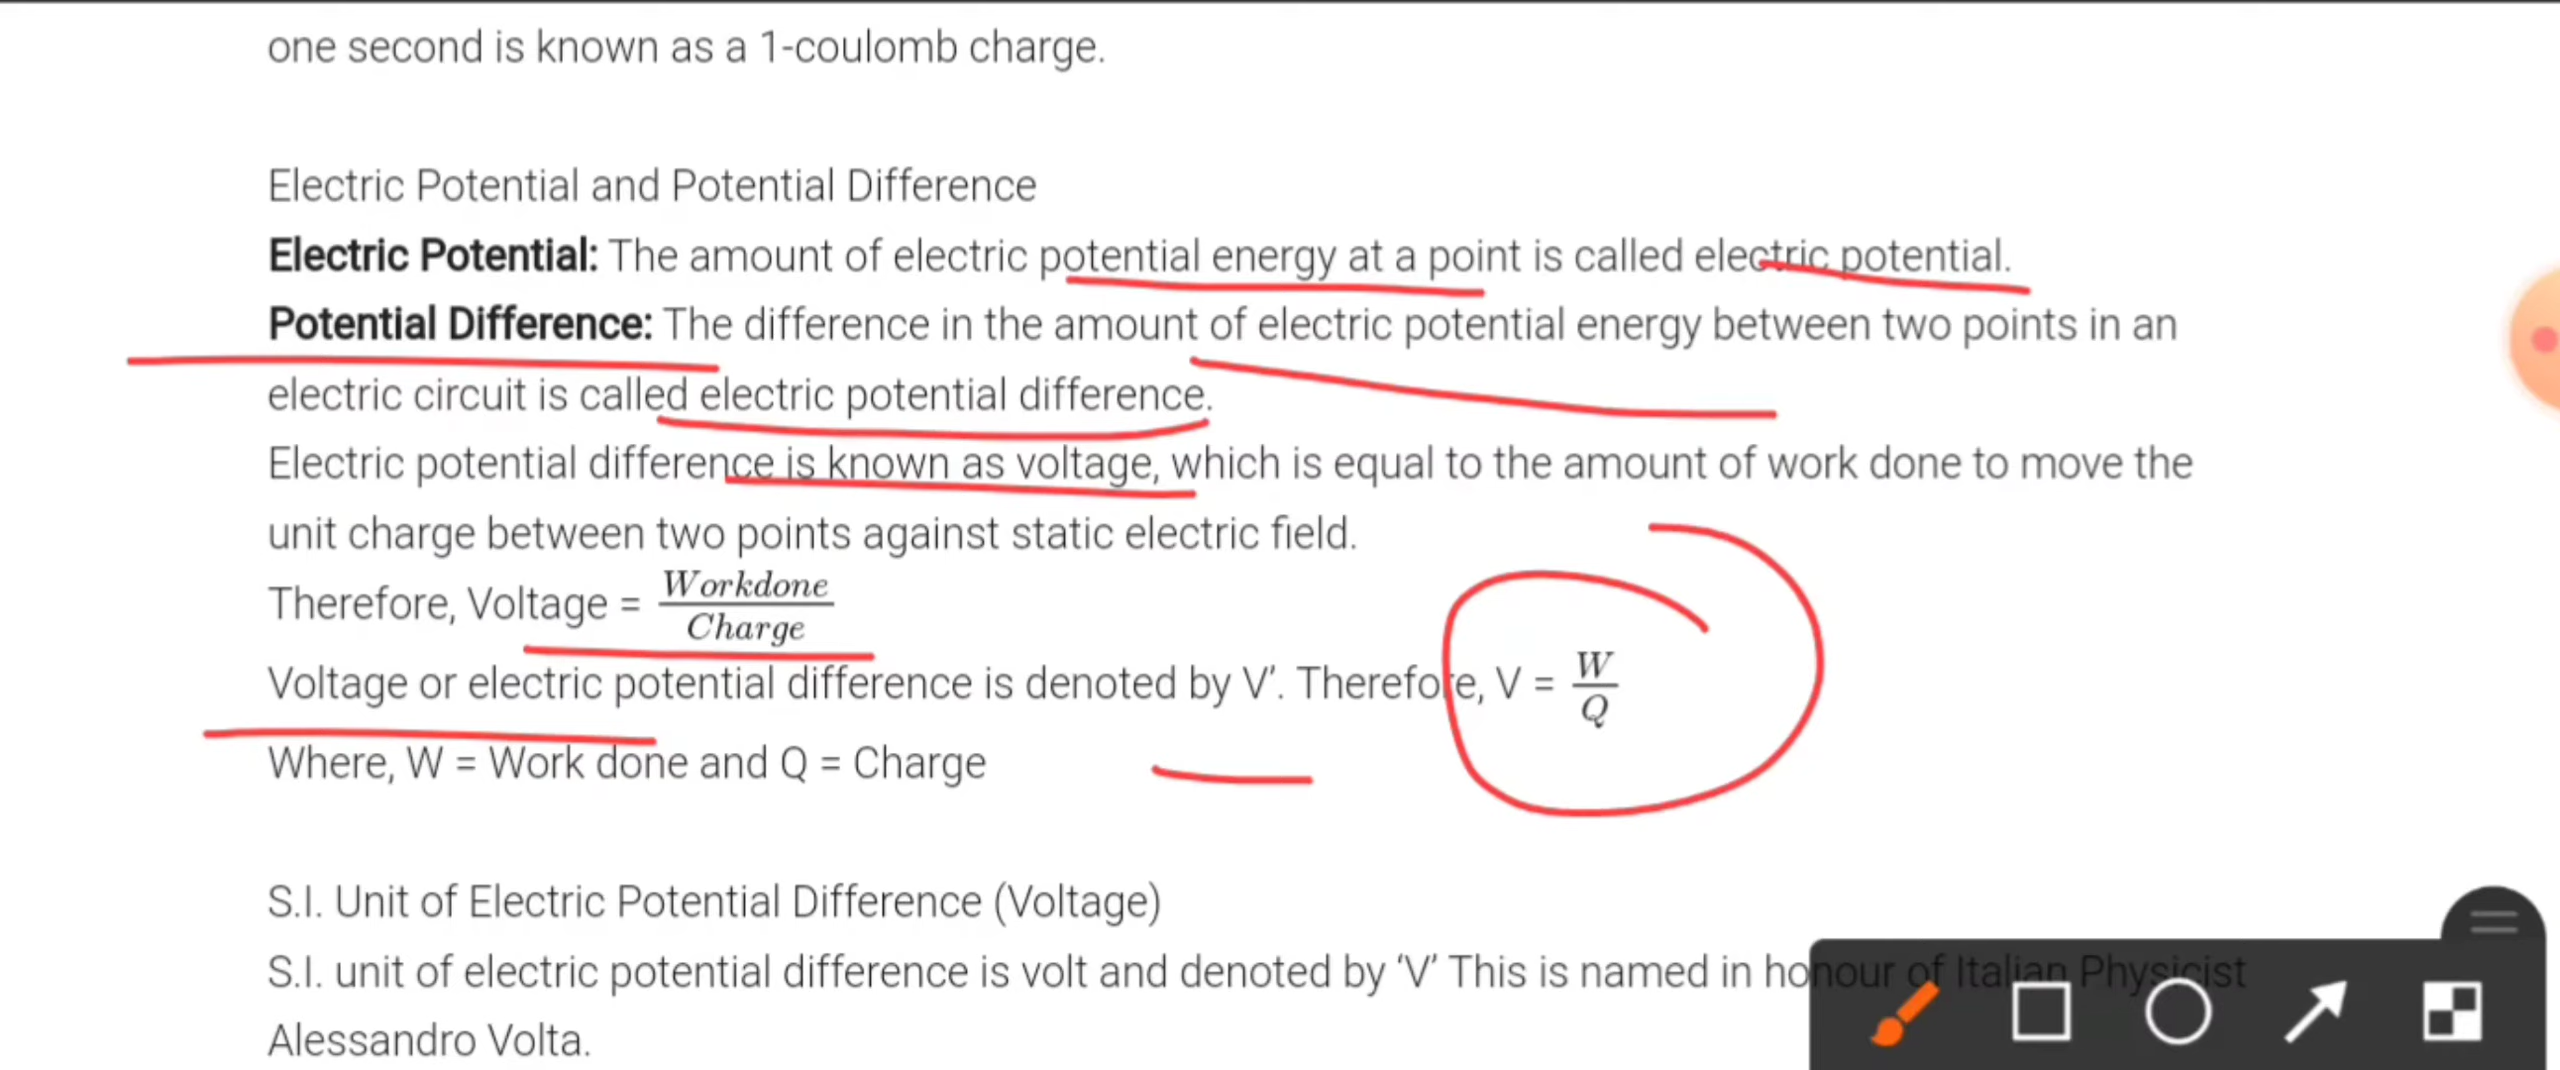 one second is known as a 1-coulomb charge.
Electric Potential and Potential Difference
Electric Potential: The amount of electric potential energy at a point is called electric potential.
Potential Difference: The difference in the amount of electric potential energy between two points in an
electric circuit is called electric potential difference.
Electric potential difference is known as voltage, which is equal to the amount of work done to move the
unit charge between two points against static electric field.
Therefore, Voltage = Workdone/Charge
Voltage or electric potential difference is denoted by V’. Therefore, V = W/Q
Where, W = Work done and Q = Charge
S.I. Unit of Electric Potential Difference (Voltage)
S.I. unit of electric potential difference is volt and denoted by ‘V’ This is named in honour of Italian Physicist
Alessandro Volta.